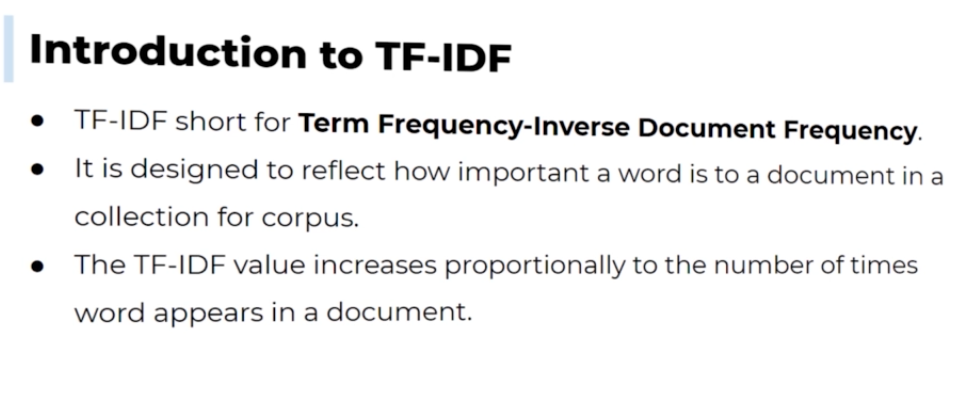 Introduction to TF-IDF
● TF-IDF short for Term Frequency-Inverse Document Frequency.
● It is designed to reflect how important a word is to a document in a
collection for corpus.
● The TF-IDF value increases proportionally to the number of times
word appears in a document.